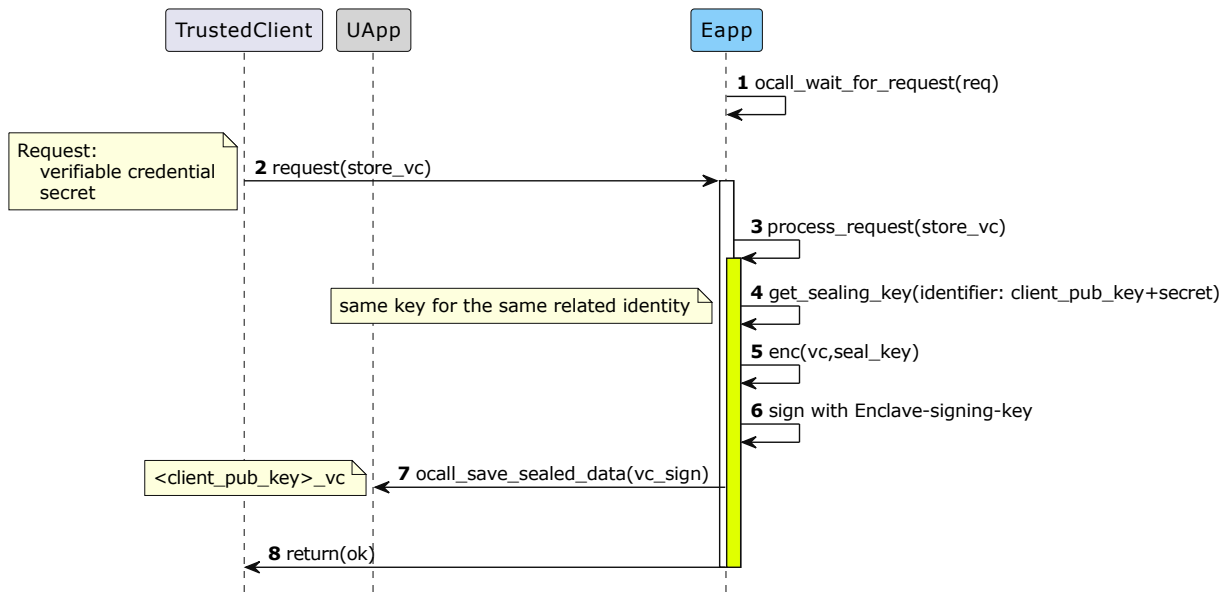 TrustedClient
UApp
Eapp
1 ocall_wait_for_request(req)
Request:
verifiable credential
secret
2 request(store_vc)
3 process_request(store_vc)
same key for the same related identity
4 get_sealing_key(identifier: client_pub_key+secret)
5 enc(vc,seal_key)
6 sign with Enclave-signing-key
<client_pub_key>_vc
7 ocall_save_sealed_data(vc_sign)
8 return(ok)